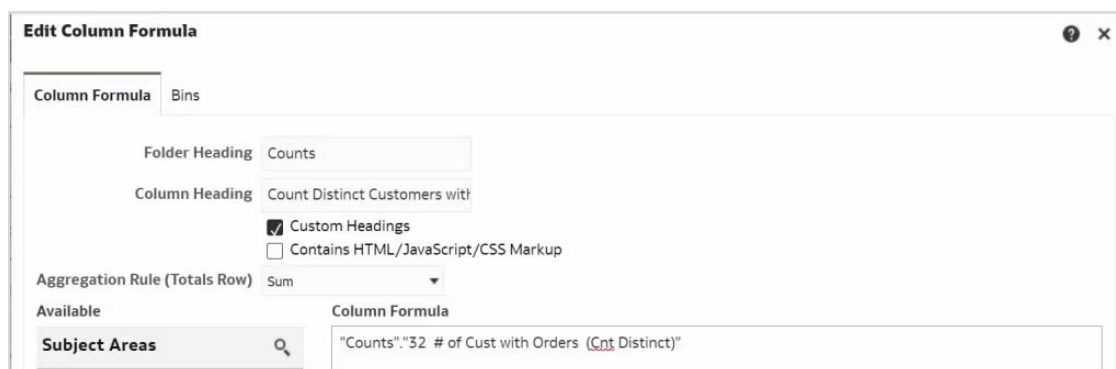 Edit Column Formula
Column Formula Bins
Folder Heading Counts
Column Heading Count Distinct Customers with
Custom Headings
Contains HTML/JavaScript/CSS Markup
Aggregation Rule (Totals Row) Sum
Available Column Formula
Subject Areas "Counts"."32 # of Cust with Orders (Cnt Distinct)"